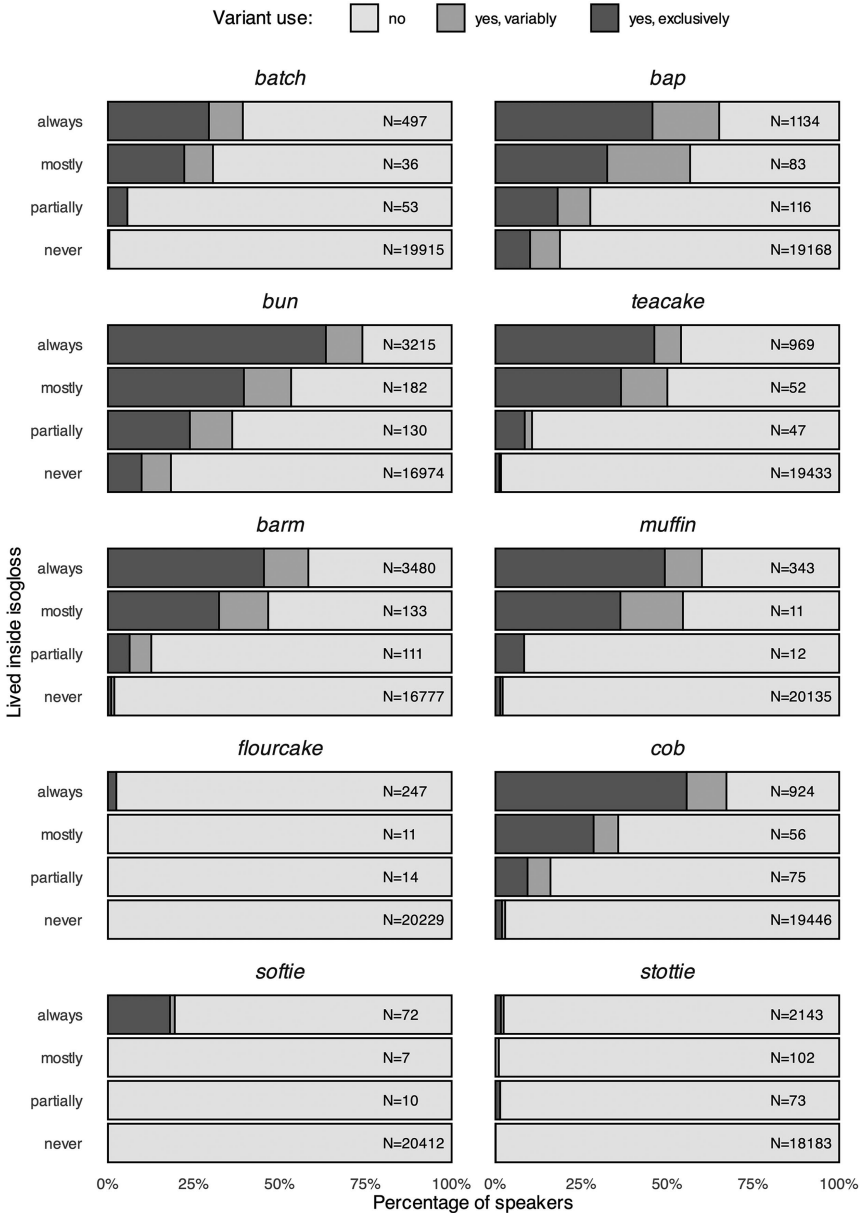 Variant use: no yes, variably yes, exclusively
batch bap
always N=497 N=1134
mostly N=36 N=83
partially N=53 N=116
never N=19915 N=19168
bun teacake
always N=3215 N=969
mostly N=182 N=52
partially N=130 N=47
never N=16974 N=19433
barm muffin
always N=3480 N=343
mostly N=133 N=11
partially N=111 N=12
never N=16777 N=20135
flourcake cob
always N=247 N=924
mostly N=11 N=56
partially N=14 N=75
never N=20229 N=19446
softie stottie
always N=72 N=2143
mostly N=7 N=102
partially N=10 N=73
never N=20412 N=18183
0% 25% 50% 75% 100% 0% 25% 50% 75% 100%
Percentage of speakers
Lived inside isogloss